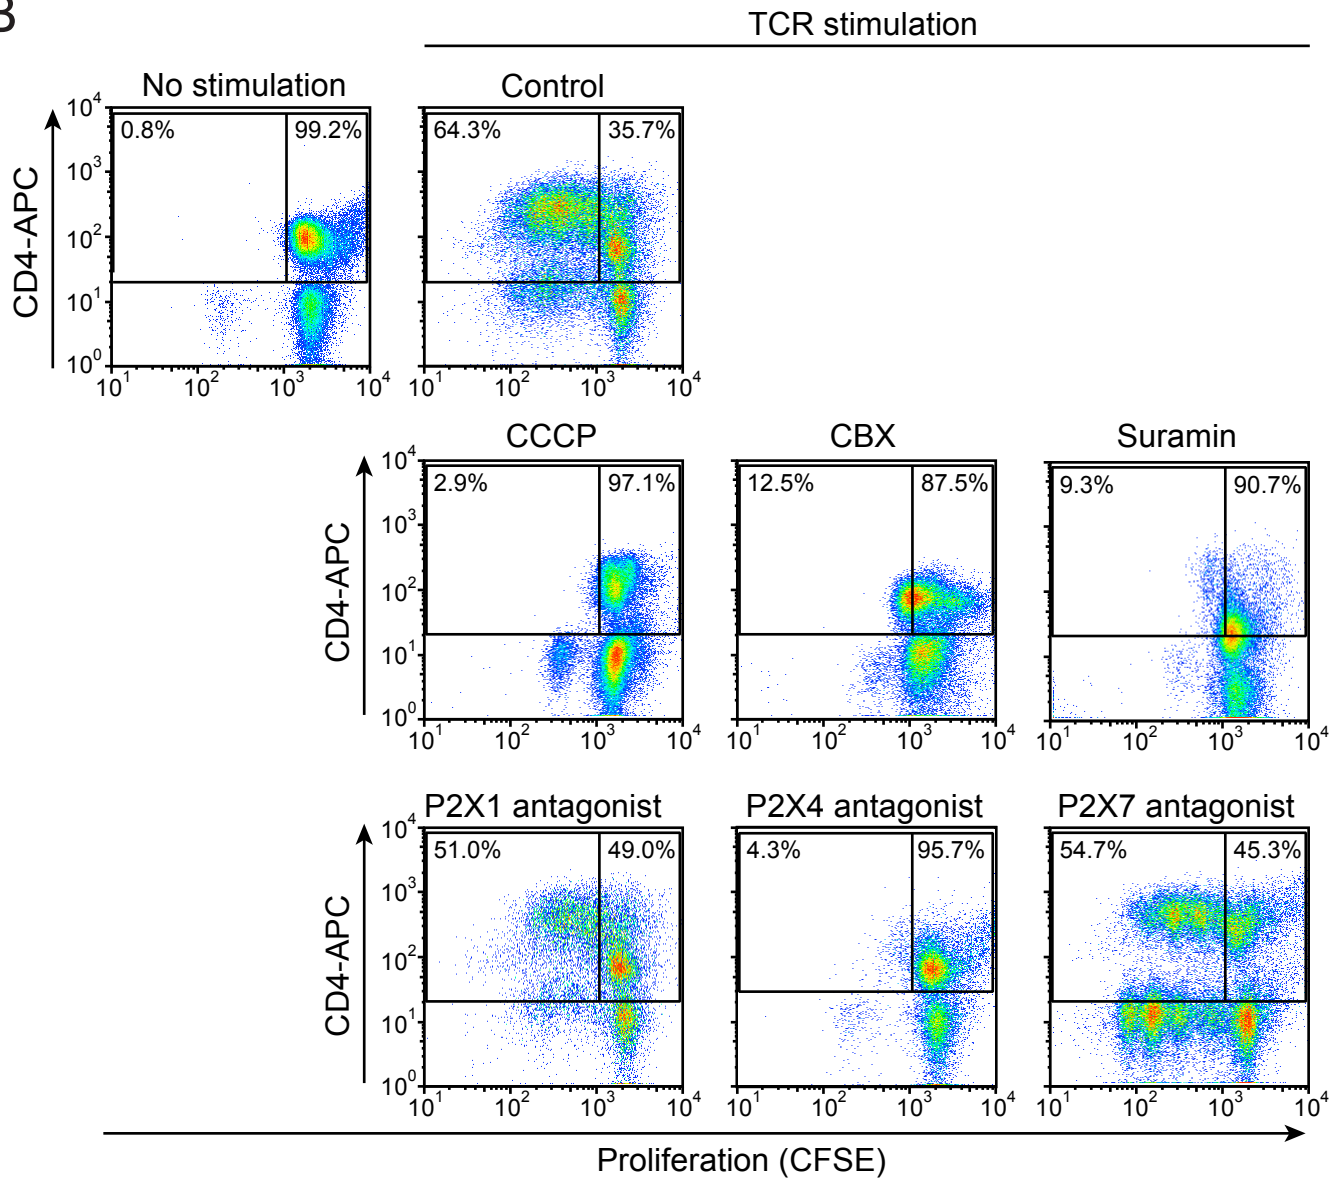 B
TCR stimulation
No stimulation
Control
CD4-APC
10^4
10^3
10^2
10^1
10^0
0.8%
99.2%
10^1 10^2 10^3 10^4
64.3%
35.7%
10^1 10^2 10^3 10^4
CCCP
CBX
Suramin
CD4-APC
10^4
10^3
10^2
10^1
10^0
2.9%
97.1%
10^1 10^2 10^3 10^4
12.5%
87.5%
10^1 10^2 10^3 10^4
9.3%
90.7%
10^1 10^2 10^3 10^4
P2X1 antagonist
P2X4 antagonist
P2X7 antagonist
CD4-APC
10^4
10^3
10^2
10^1
10^0
51.0%
49.0%
10^1 10^2 10^3 10^4
4.3%
95.7%
10^1 10^2 10^3 10^4
54.7%
45.3%
10^1 10^2 10^3 10^4
Proliferation (CFSE)